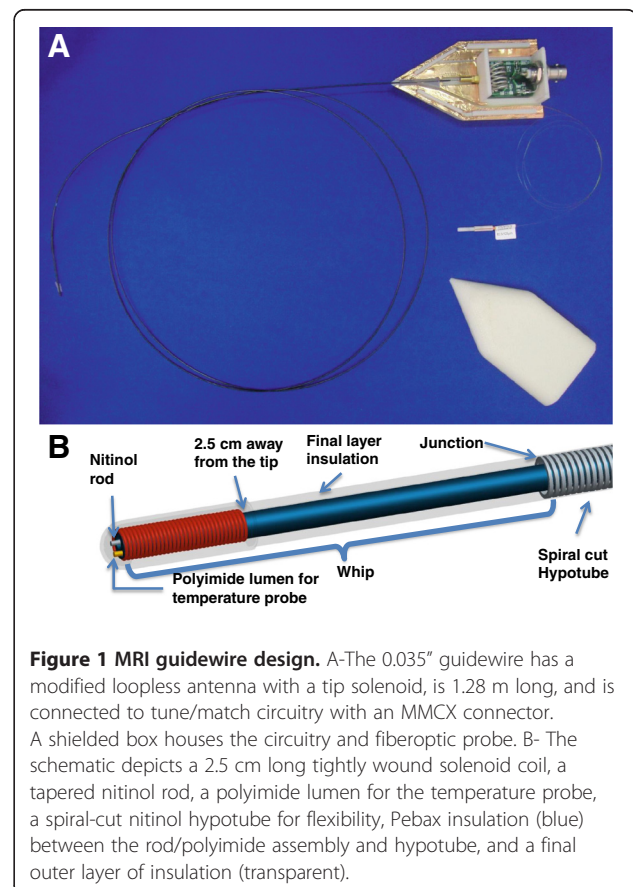 A
B
Nitinol
rod
2.5 cm away
from the tip
Final layer
insulation
Junction
Polyimide lumen for
temperature probe
Whip
Spiral cut
Hypotube
Figure 1 MRI guidewire design. A-The 0.035” guidewire has a
modified loopless antenna with a tip solenoid, is 1.28 m long, and is
connected to tune/match circuitry with an MMCX connector.
A shielded box houses the circuitry and fiberoptic probe. B- The
schematic depicts a 2.5 cm long tightly wound solenoid coil, a
tapered nitinol rod, a polyimide lumen for the temperature probe,
a spiral-cut nitinol hypotube for flexibility, Pebax insulation (blue)
between the rod/polyimide assembly and hypotube, and a final
outer layer of insulation (transparent).